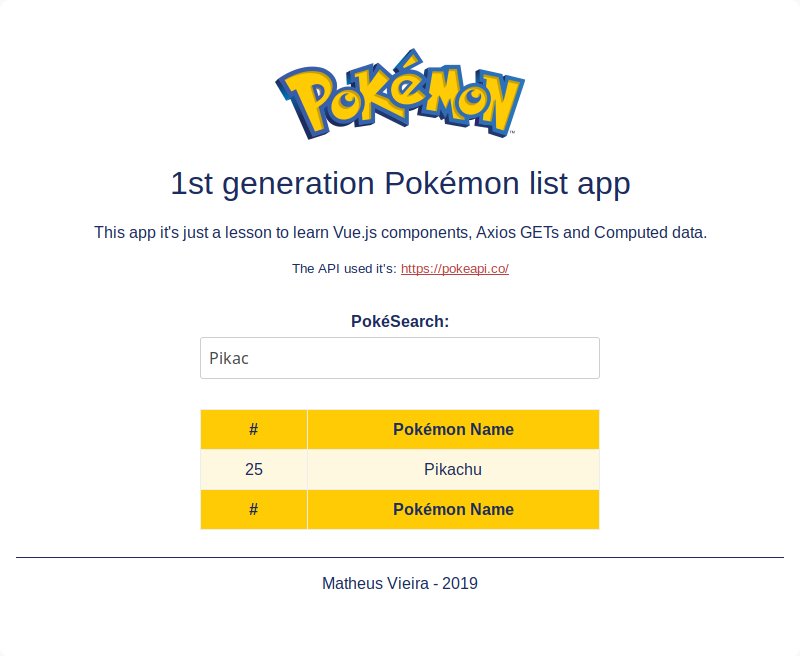 Pokémon
TM
1st generation Pokémon list app
This app it's just a lesson to learn Vue.js components, Axios GETs and Computed data.
The API used it's: https://pokeapi.co/
PokéSearch:
Pikac
# Pokémon Name
25 Pikachu
# Pokémon Name
Matheus Vieira - 2019